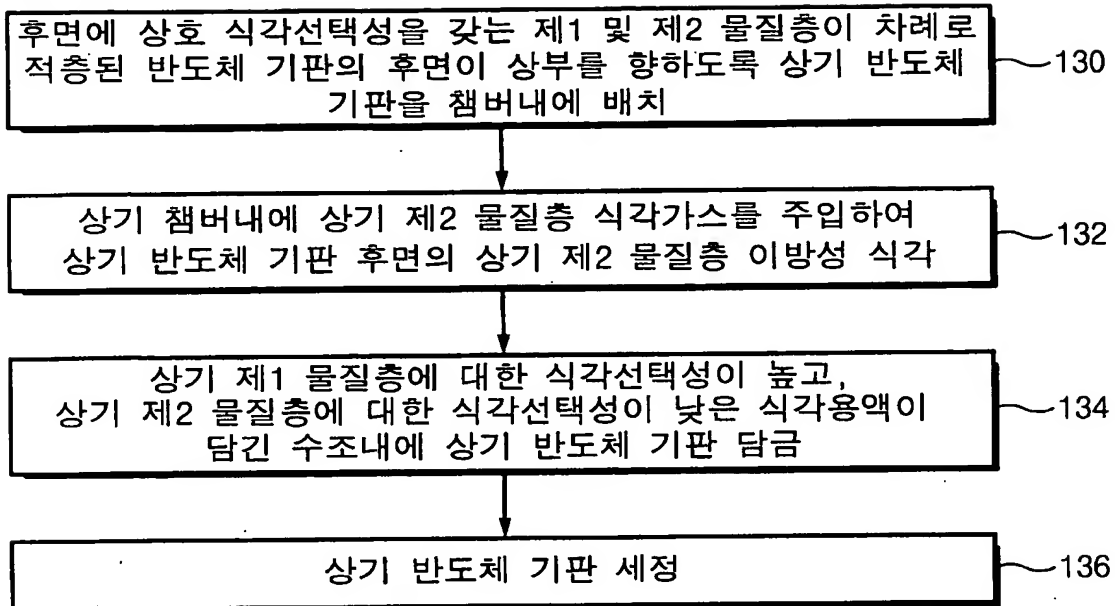 후면에 상호 식각선택성을 갖는 제1 및 제2 물질층이 차례로
적층된 반도체 기판의 후면이 상부를 향하도록 상기 반도체
기판을 챔버내에 배치
130
상기 챔버내에 상기 제2 물질층 식각가스를 주입하여
상기 반도체 기판 후면의 상기 제2 물질층 이방성 식각
132
상기 제1 물질층에 대한 식각선택성이 높고,
상기 제2 물질층에 대한 식각선택성이 낮은 식각용액이
담긴 수조내에 상기 반도체 기판 담금
134
상기 반도체 기판 세정
136